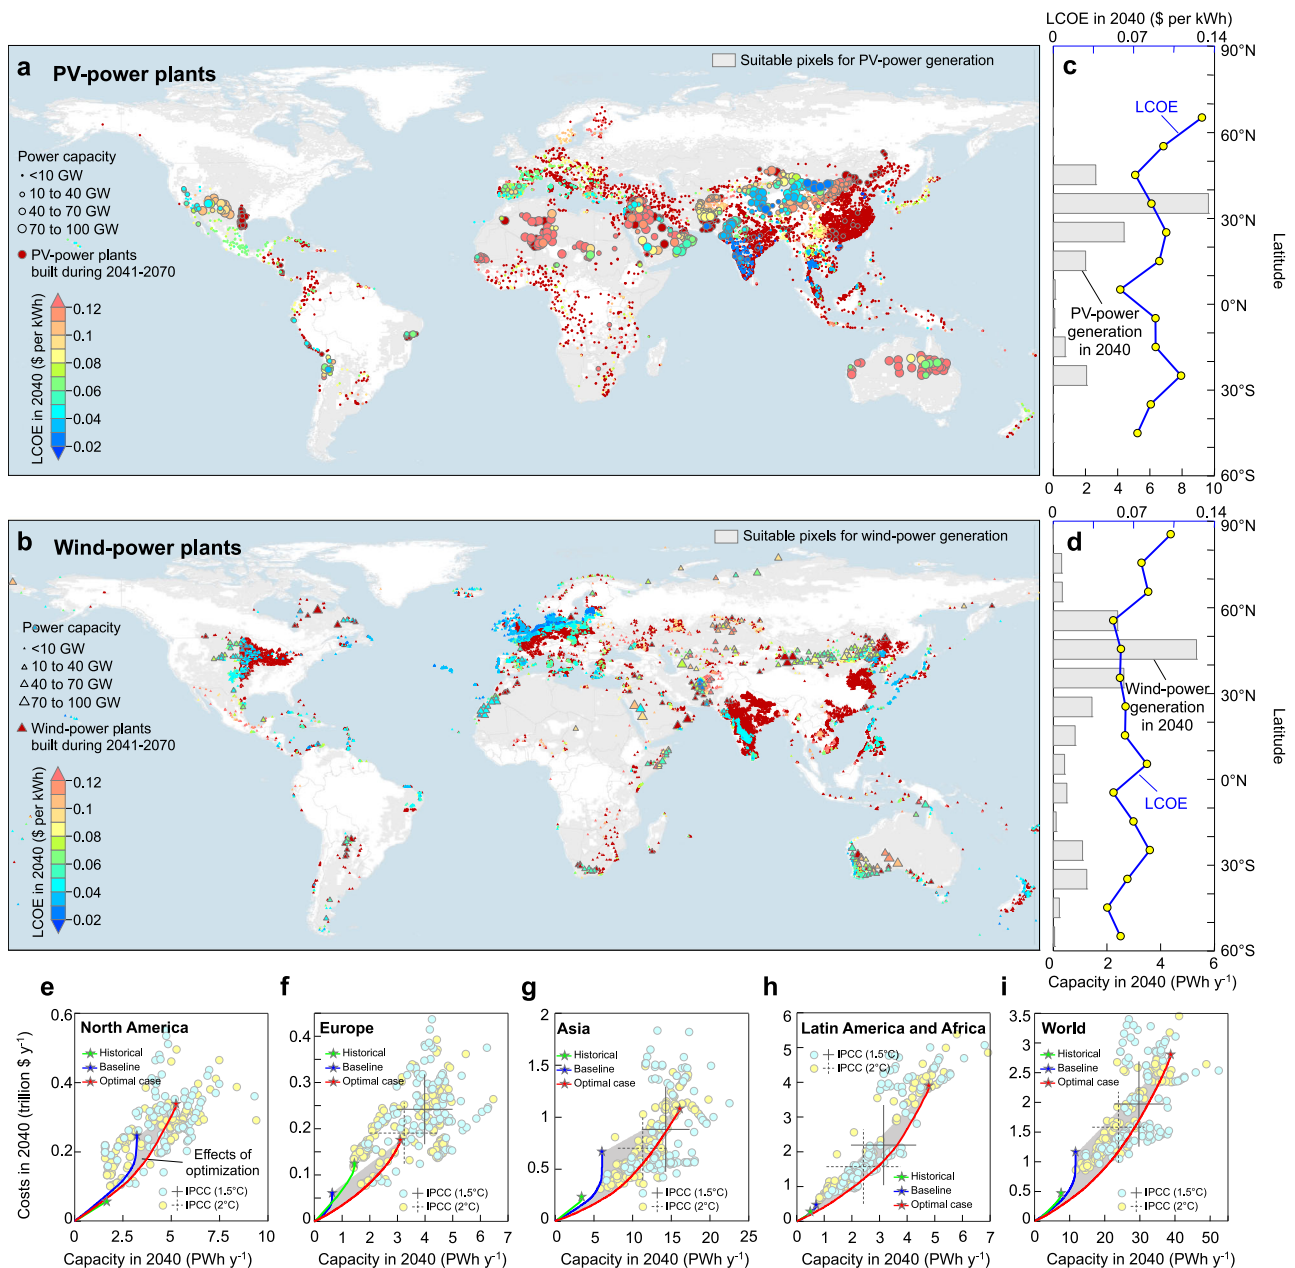 LCOE in 2040 ($ per kWh)
0 0.07 0.14
a PV-power plants
Suitable pixels for PV-power generation
Power capacity
<10 GW
10 to 40 GW
40 to 70 GW
70 to 100 GW
PV-power plants
built during 2041-2070
LCOE in 2040 ($ per kWh)
0.12
0.1
0.08
0.06
0.04
0.02
c
90°N
60°N
30°N
0°N
30°S
60°S
Latitude
LCOE
PV-power
generation
in 2040
0 2 4 6 8 10
b Wind-power plants
Suitable pixels for wind-power generation
Power capacity
<10 GW
10 to 40 GW
40 to 70 GW
70 to 100 GW
Wind-power plants
built during 2041-2070
LCOE in 2040 ($ per kWh)
0.12
0.1
0.08
0.06
0.04
0.02
0 0.07 0.14
d
90°N
60°N
30°N
0°N
30°S
60°S
Latitude
Wind-power
generation
in 2040
LCOE
0 2 4 6
Capacity in 2040 (PWh y⁻¹)
e
North America
Historical
Baseline
Optimal case
Effects of
optimization
IPCC (1.5°C)
IPCC (2°C)
Costs in 2040 (trillion $ y⁻¹)
0.6
0.4
0.2
0
0 2.5 5 7.5 10
Capacity in 2040 (PWh y⁻¹)
f
Europe
Historical
Baseline
Optimal case
IPCC (1.5°C)
IPCC (2°C)
0.45
0.4
0.3
0.2
0.1
0
0 1 2 3 4 5 6 7
Capacity in 2040 (PWh y⁻¹)
g
Asia
Historical
Baseline
Optimal case
IPCC (1.5°C)
IPCC (2°C)
2
1.5
1
0.5
0
0 5 10 15 20 25
Capacity in 2040 (PWh y⁻¹)
h
Latin America and Africa
IPCC (1.5°C)
IPCC (2°C)
Historical
Baseline
Optimal case
6
5
4
3
2
1
0
0 1 2 3 4 5 6 7
Capacity in 2040 (PWh y⁻¹)
i
World
Historical
Baseline
Optimal case
IPCC (1.5°C)
IPCC (2°C)
3.5
3
2.5
2
1.5
1
0.5
0
0 10 20 30 40 50
Capacity in 2040 (PWh y⁻¹)